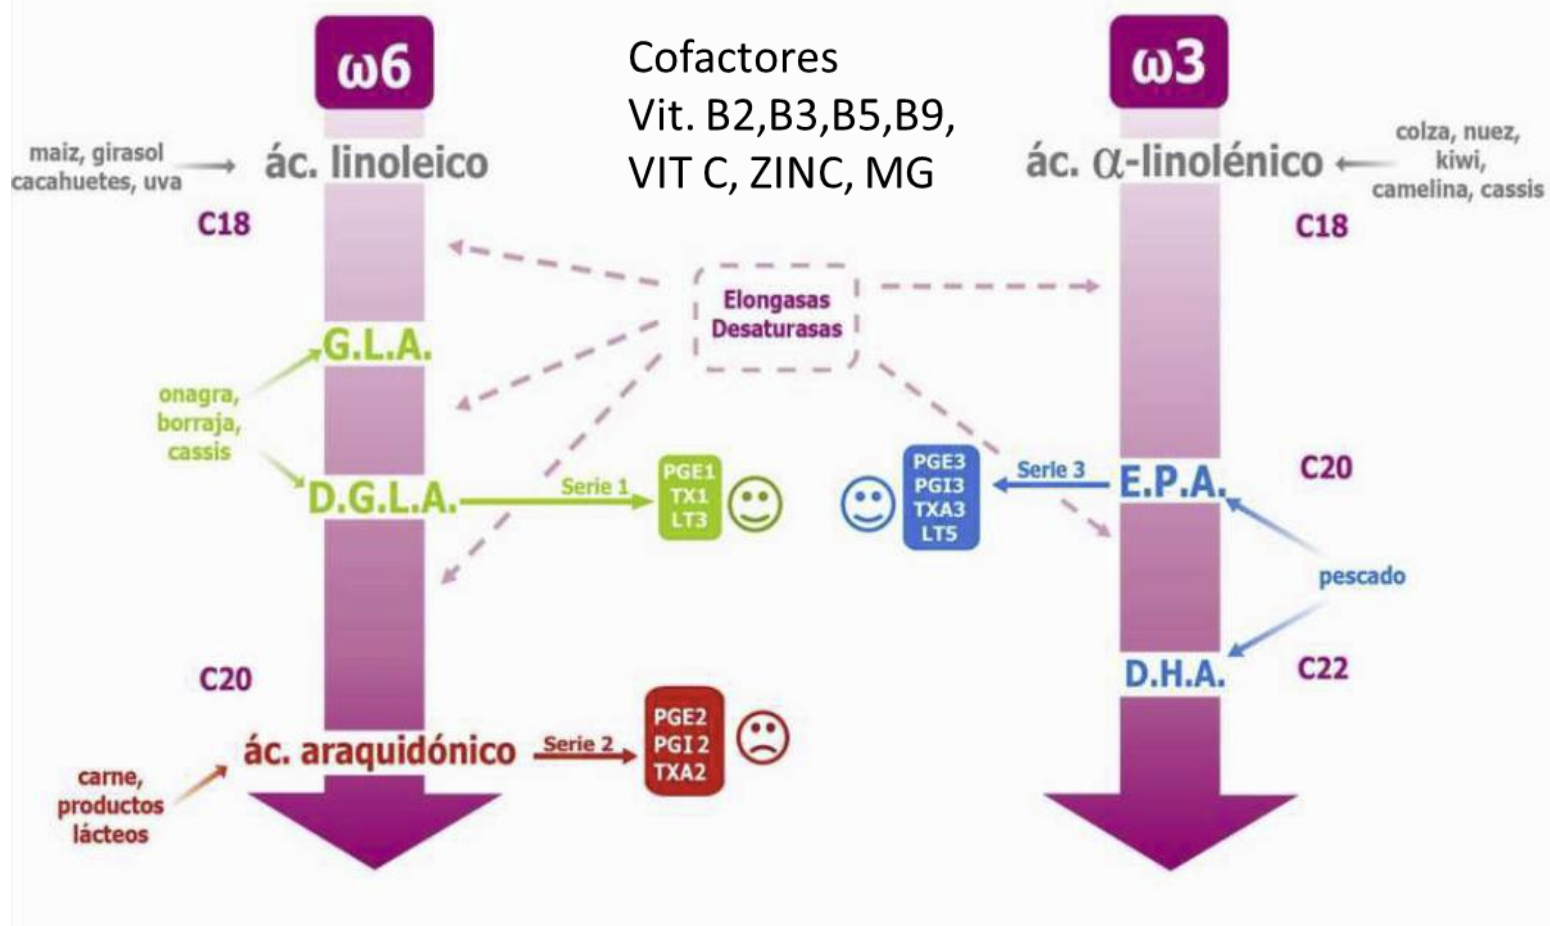 ω6
Cofactores
Vit. B2,B3,B5,B9,
VIT C, ZINC, MG
ω3
maiz, girasol
cacahuetes, uva
ác. linoleico
ác. α-linolénico
colza, nuez,
kiwi,
camelina, cassis
C18
C18
Elongasas
Desaturasas
G.L.A.
onagra,
borraja,
cassis
D.G.L.A.
Serie 1
PGE1
TX1
LT3
PGE3
PGI3
TXA3
LT5
Serie 3
E.P.A.
C20
pescado
D.H.A.
C22
C20
ác. araquidónico
Serie 2
PGE2
PGI 2
TXA2
carne,
productos
lácteos